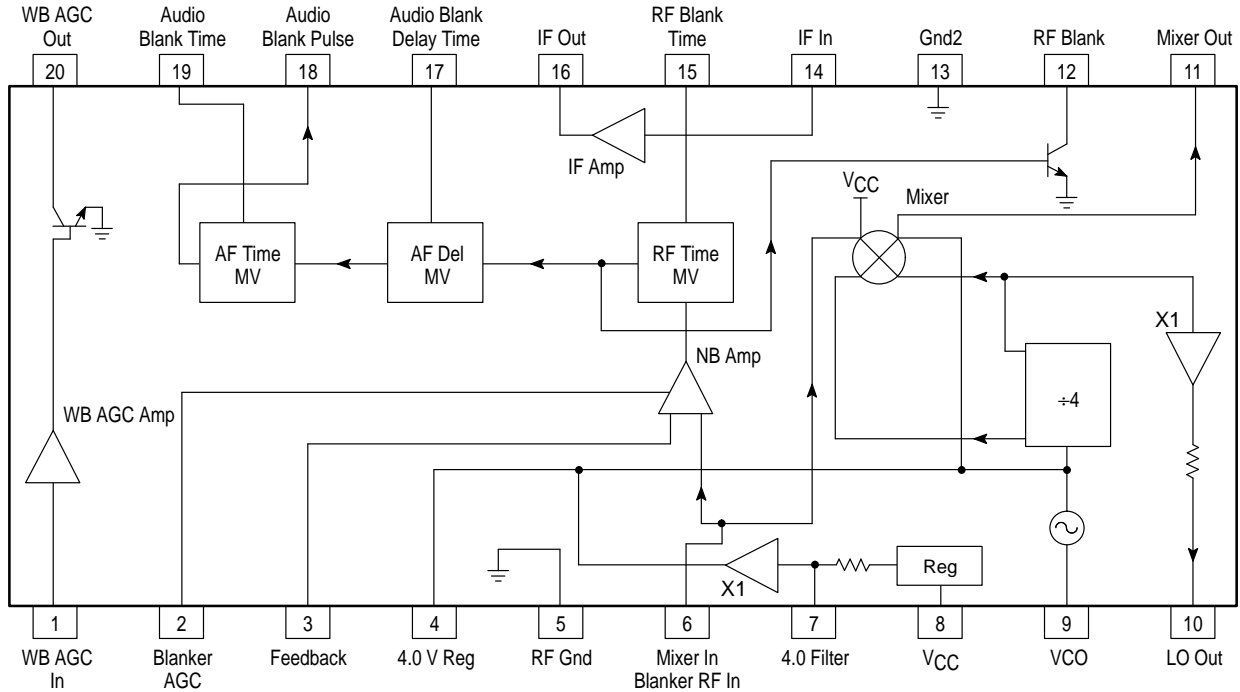 WB AGC
Out
Audio
Blank Time
Audio
Blank Pulse
Audio Blank
Delay Time
IF Out
RF Blank
Time
IF In
Gnd2
RF Blank
Mixer Out
20
19
18
17
16
15
14
13
12
11
IF Amp
VCC
Mixer
AF Time
MV
AF Del
MV
RF Time
MV
X1
NB Amp
÷4
WB AGC Amp
X1
Reg
1
2
3
4
5
6
7
8
9
10
WB AGC
In
Blanker
AGC
Feedback
4.0 V Reg
RF Gnd
Mixer In
Blanker RF In
4.0 Filter
VCC
VCO
LO Out